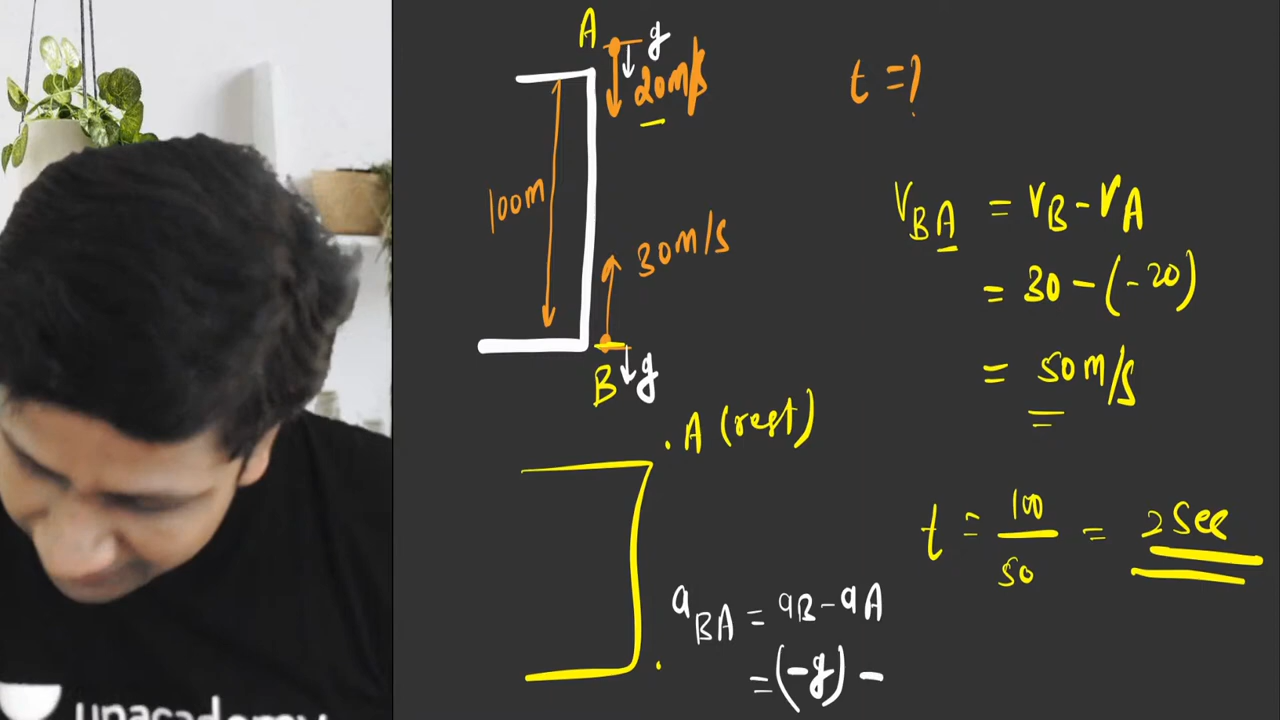 A
g
20m/s
t = ?
100m
30m/s
V_BA = V_B - V_A
= 30 - (-20)
= 50m/s
B
g
. A (rest)
t = 100/50 = 2 Sec
a_BA = a_B - a_A
= (-g) -
unacademy